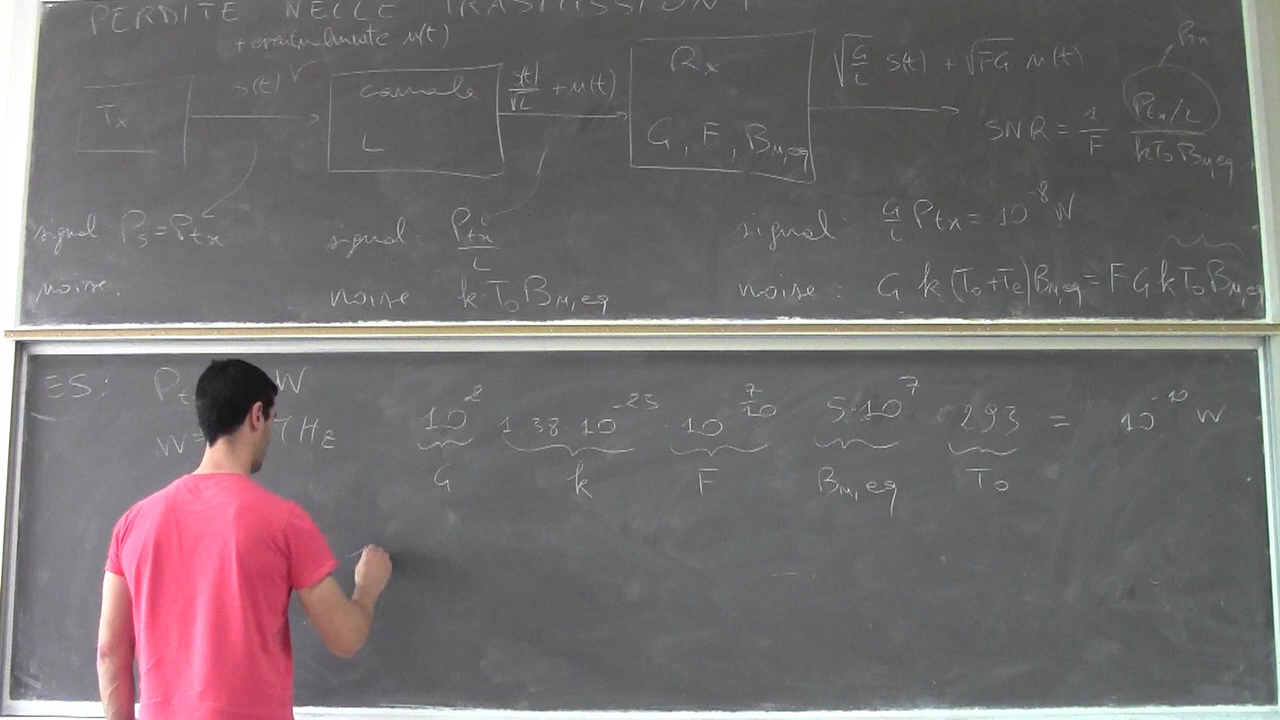 PERDITE NELLE TRASMISSIONI
+ eventualmente n(t)
Tx
s(t)
canale
L
s(t)/√L + n(t)
Rx
G, F, Bn,eq
√(G/L) s(t) + √(FG) n(t)
SNR = 1/F · (Ptx/L)/(kT0 Bn,eq)
signal: Ps = Ptx
noise:
signal: Ptx/L
noise k T0 Bn,eq
signal: G/L Ptx = 10^-8 W
noise: G k (T0+Te) Bn,eq = F G k T0 Bn,eq
ES:
W
10^2 · 1.38·10^-23 · 10^(7/10) · 5·10^7 · 293 = 10^-10 W
G k F Bn,eq T0